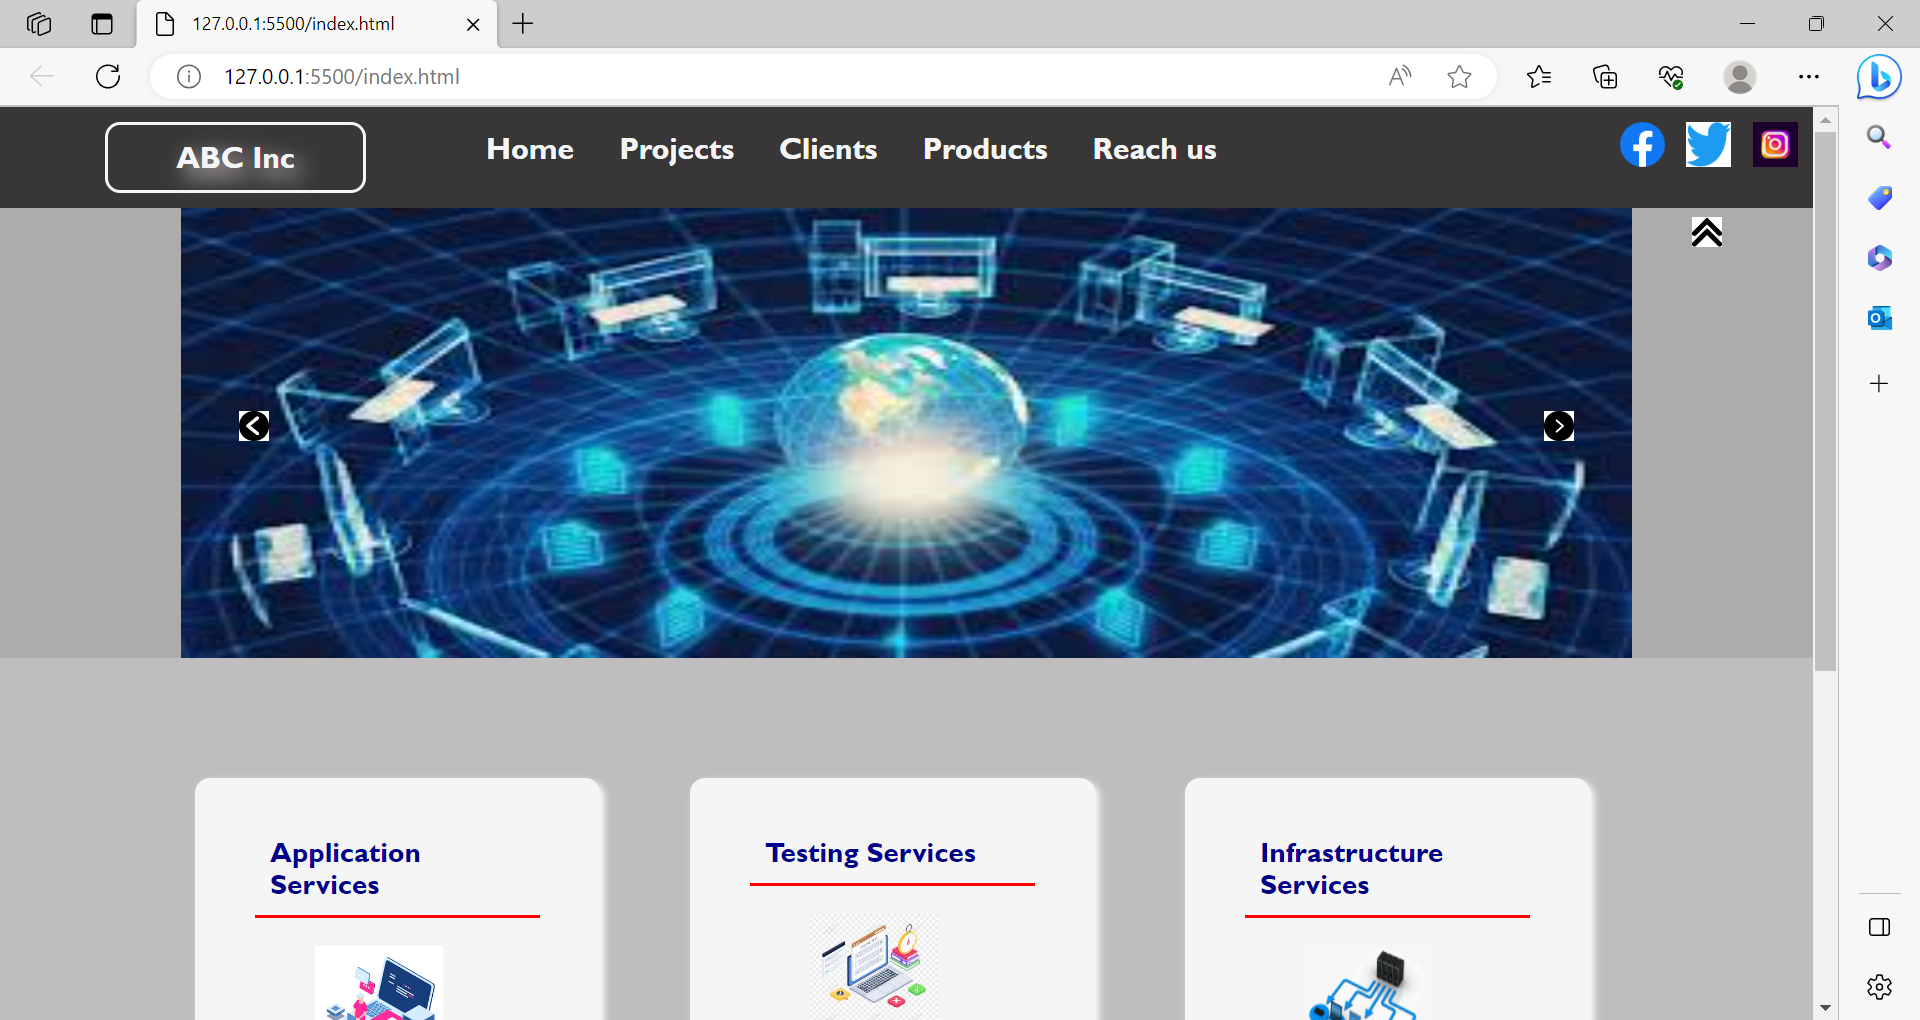 127.0.0.1:5500/index.html
127.0.0.1:5500/index.html
ABC Inc
Home Projects Clients Products Reach us
Application
Services
Testing Services
Infrastructure
Services